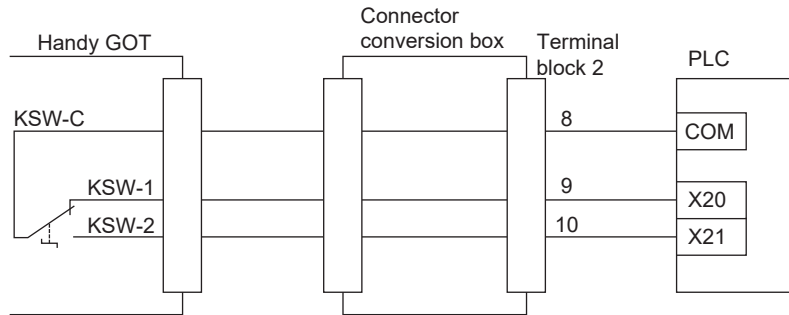 Handy GOT
Connector
conversion box
Terminal
block 2
PLC
KSW-C
8
COM
KSW-1
9
X20
KSW-2
10
X21